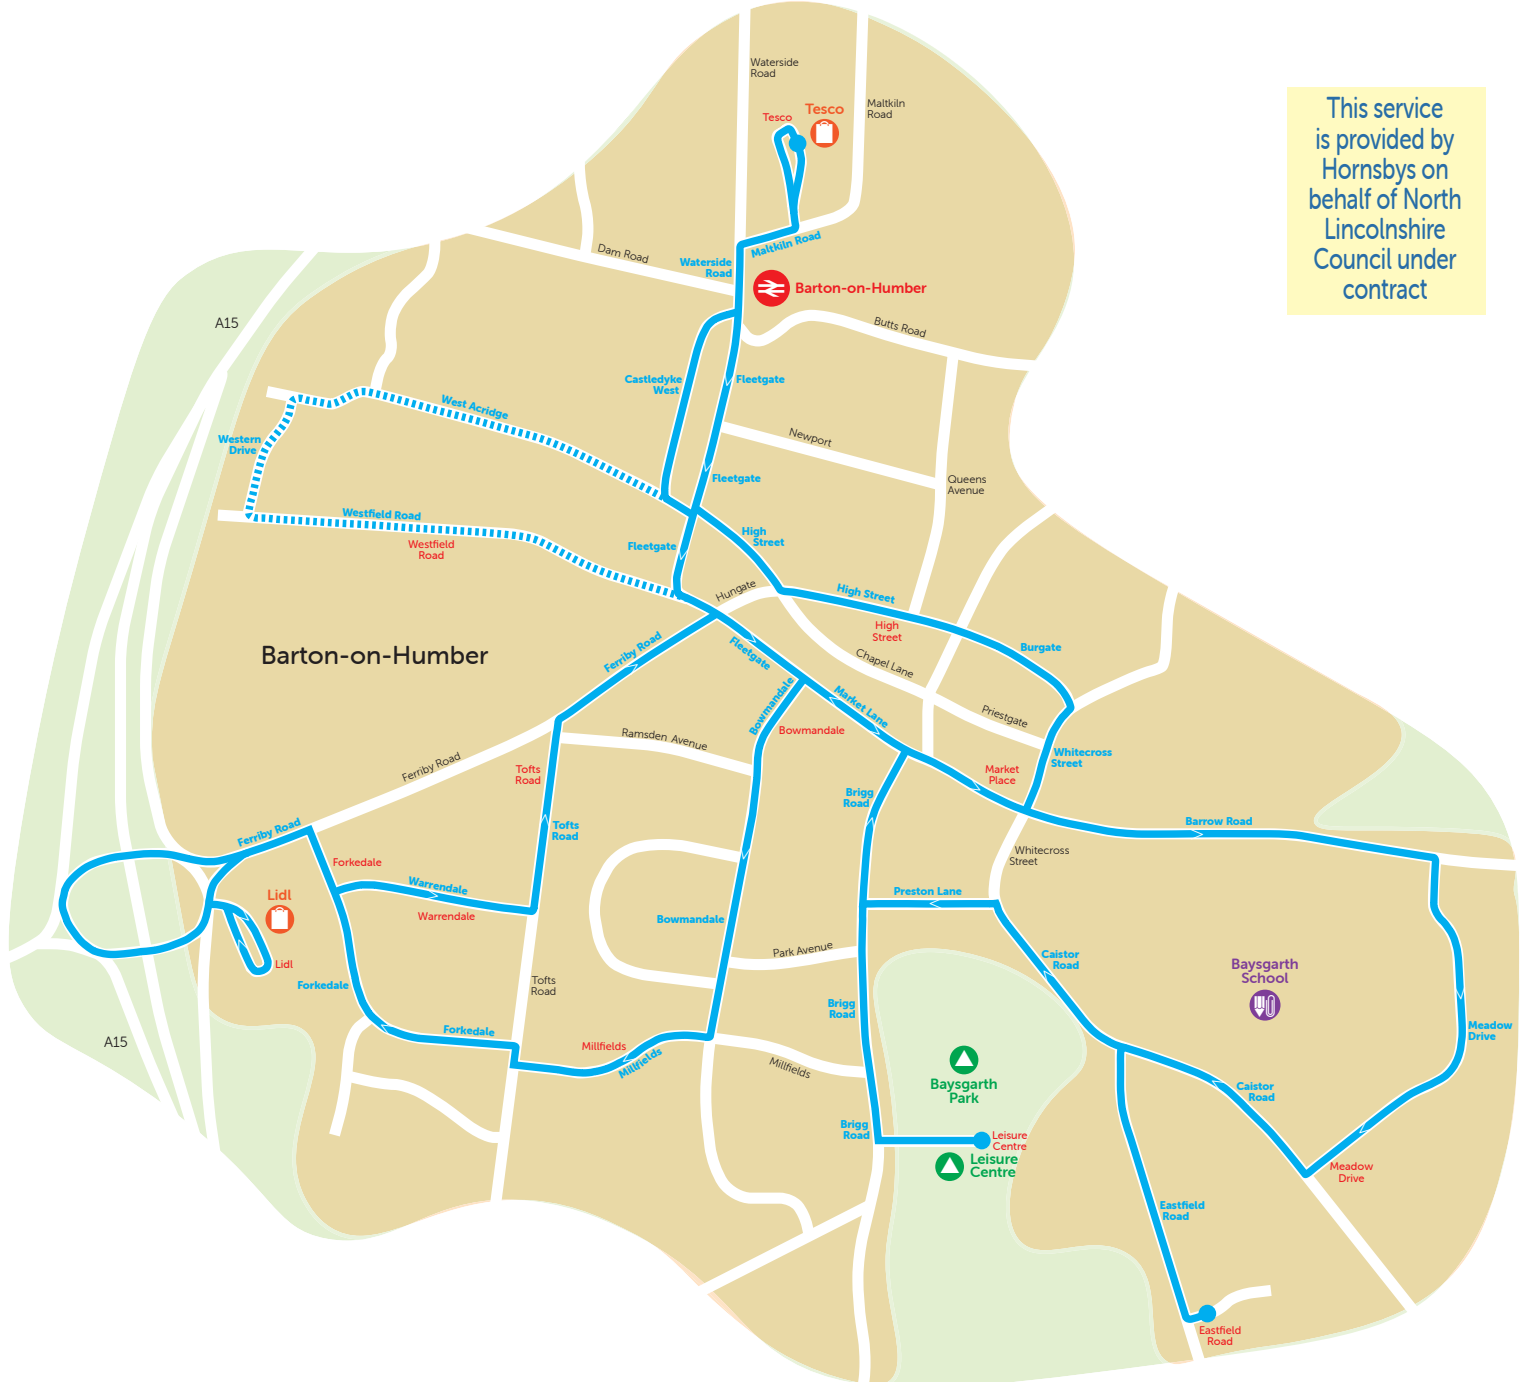 Waterside
Road
Maltkiln
Road
Tesco
Tesco
This service
is provided by
Hornsbys on
behalf of North
Lincolnshire
Council under
contract
Dam Road
Waterside
Road
Maltkiln Road
Barton-on-Humber
A15
Butts Road
Castledyke
West
Fleetgate
West Acridge
Western
Drive
Newport
Fleetgate
Queens
Avenue
Westfield Road
Westfield
Road
Fleetgate
High
Street
Hungate
High Street
High
Street
Burgate
Barton-on-Humber
Ferriby Road
Fleetgate
Chapel Lane
Bowmandale
Market Lane
Priestgate
Bowmandale
Ramsden Avenue
Ferriby Road
Tofts
Road
Whitecross
Street
Market
Place
Brigg
Road
Tofts
Road
Barrow Road
Ferriby Road
Forkedale
Whitecross
Street
Warrendale
Warrendale
Lidl
Lidl
Preston Lane
Bowmandale
Park Avenue
Caistor
Road
Baysgarth
School
Forkedale
Tofts
Road
Brigg
Road
Forkedale
Millfields
Millfields
Millfields
Meadow
Drive
A15
Baysgarth
Park
Caistor
Road
Brigg
Road
Leisure
Centre
Leisure
Centre
Meadow
Drive
Eastfield
Road
Eastfield
Road